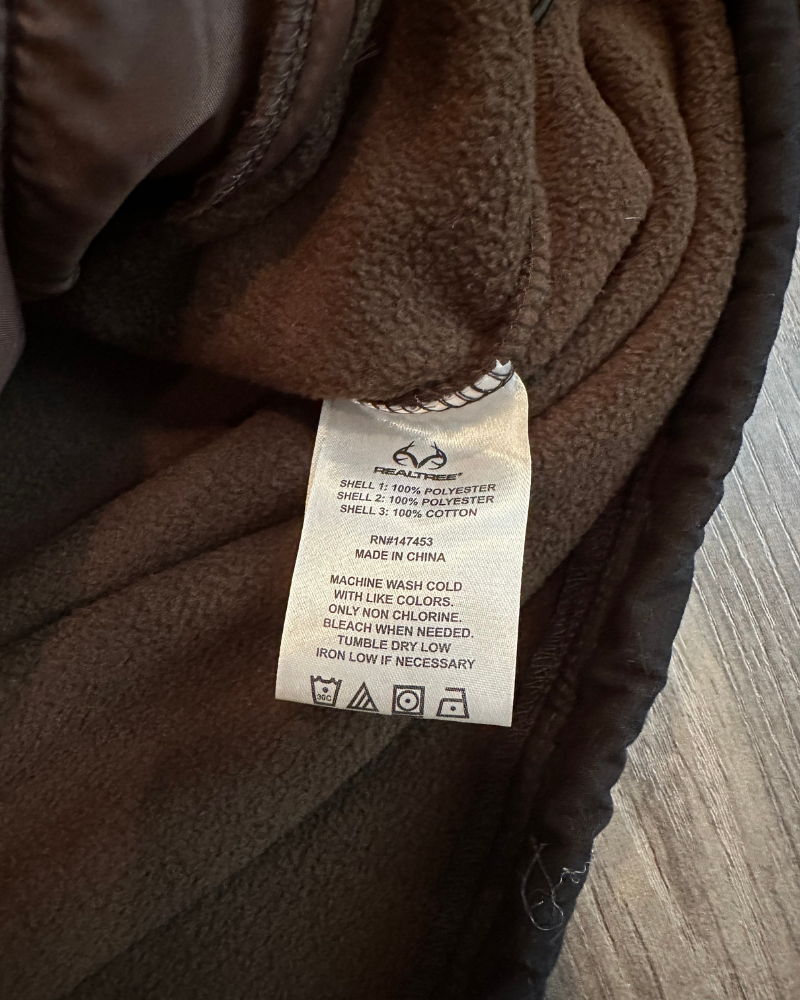 REALTREE®
SHELL 1: 100% POLYESTER
SHELL 2: 100% POLYESTER
SHELL 3: 100% COTTON
RN#147453
MADE IN CHINA
MACHINE WASH COLD
WITH LIKE COLORS.
ONLY NON CHLORINE.
BLEACH WHEN NEEDED.
TUMBLE DRY LOW
IRON LOW IF NECESSARY
30C